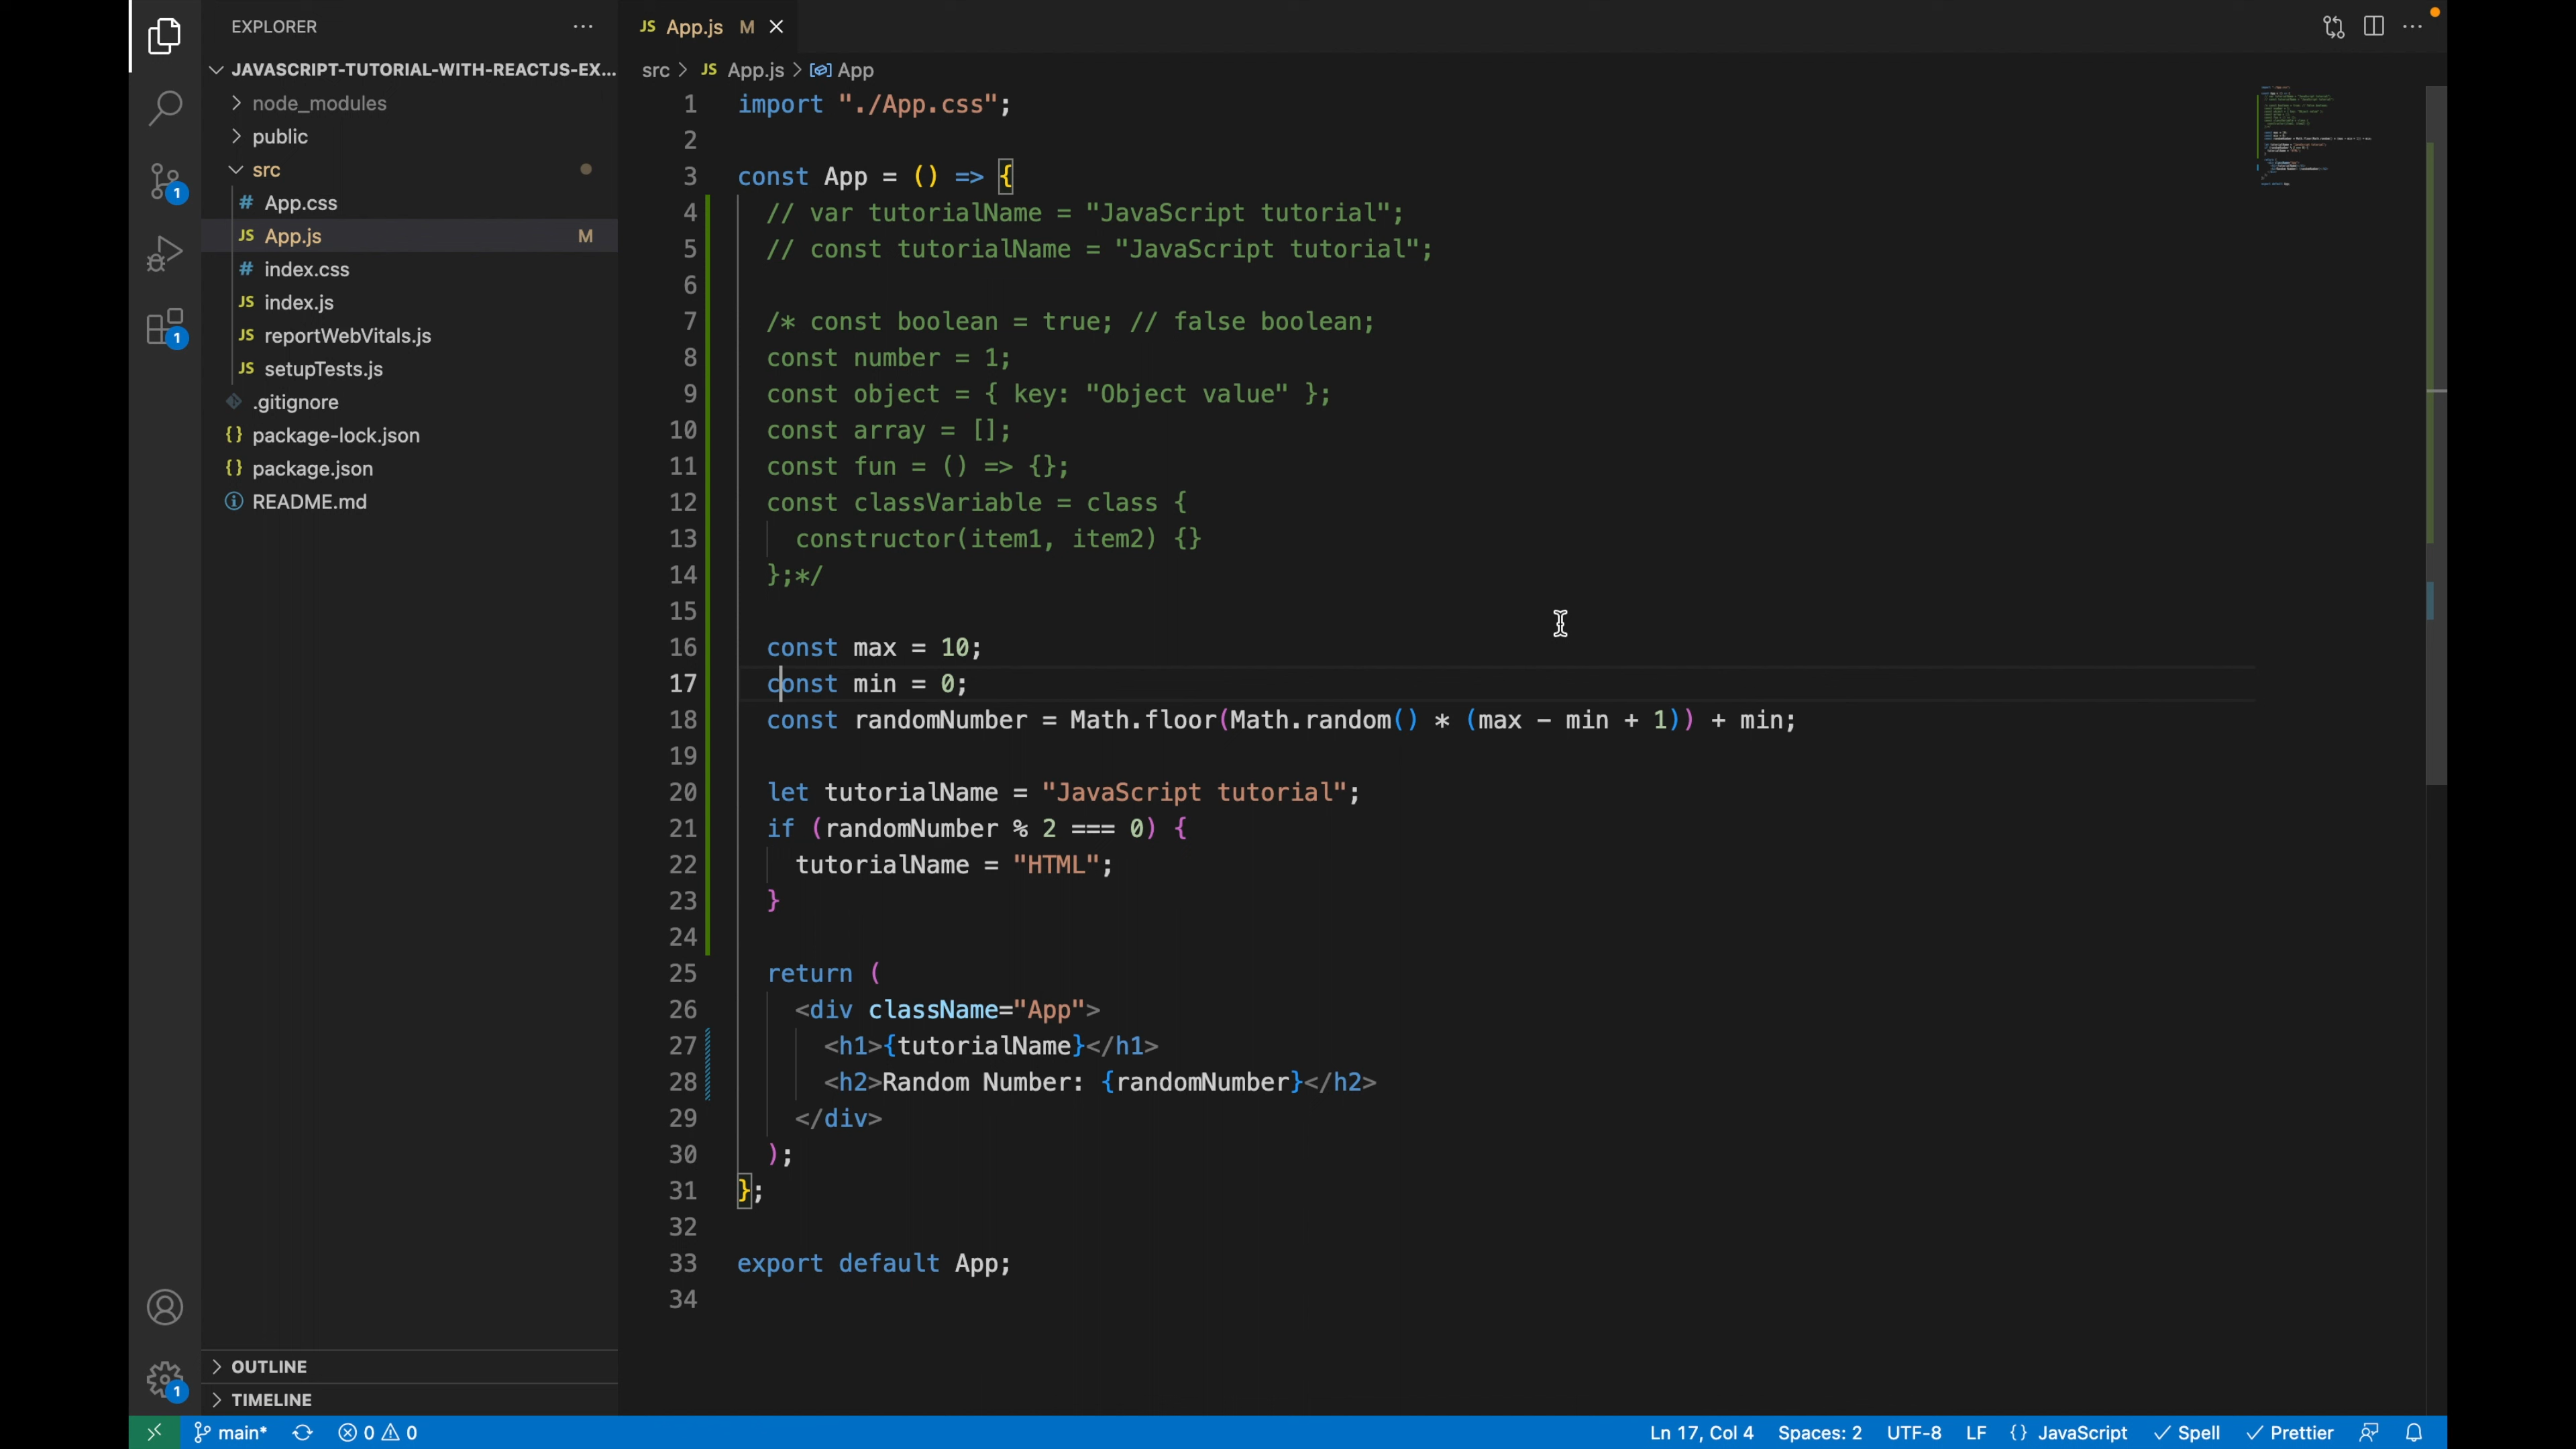 EXPLORER
JAVASCRIPT-TUTORIAL-WITH-REACTJS-EX...
node_modules
public
src
# App.css
JS App.js M
# index.css
JS index.js
JS reportWebVitals.js
JS setupTests.js
.gitignore
{} package-lock.json
{} package.json
README.md
OUTLINE
TIMELINE
1
1
1
JS App.js M
src > JS App.js > App
1 import "./App.css";
2
3 const App = () => {
4 // var tutorialName = "JavaScript tutorial";
5 // const tutorialName = "JavaScript tutorial";
6
7 /* const boolean = true; // false boolean;
8 const number = 1;
9 const object = { key: "Object value" };
10 const array = [];
11 const fun = () => {};
12 const classVariable = class {
13 constructor(item1, item2) {}
14 };*/
15
16 const max = 10;
17 const min = 0;
18 const randomNumber = Math.floor(Math.random() * (max - min + 1)) + min;
19
20 let tutorialName = "JavaScript tutorial";
21 if (randomNumber % 2 === 0) {
22 tutorialName = "HTML";
23 }
24
25 return (
26 <div className="App">
27 <h1>{tutorialName}</h1>
28 <h2>Random Number: {randomNumber}</h2>
29 </div>
30 );
31 };
32
33 export default App;
34
main* 0 0 Ln 17, Col 4 Spaces: 2 UTF-8 LF {} JavaScript ✓ Spell ✓ Prettier